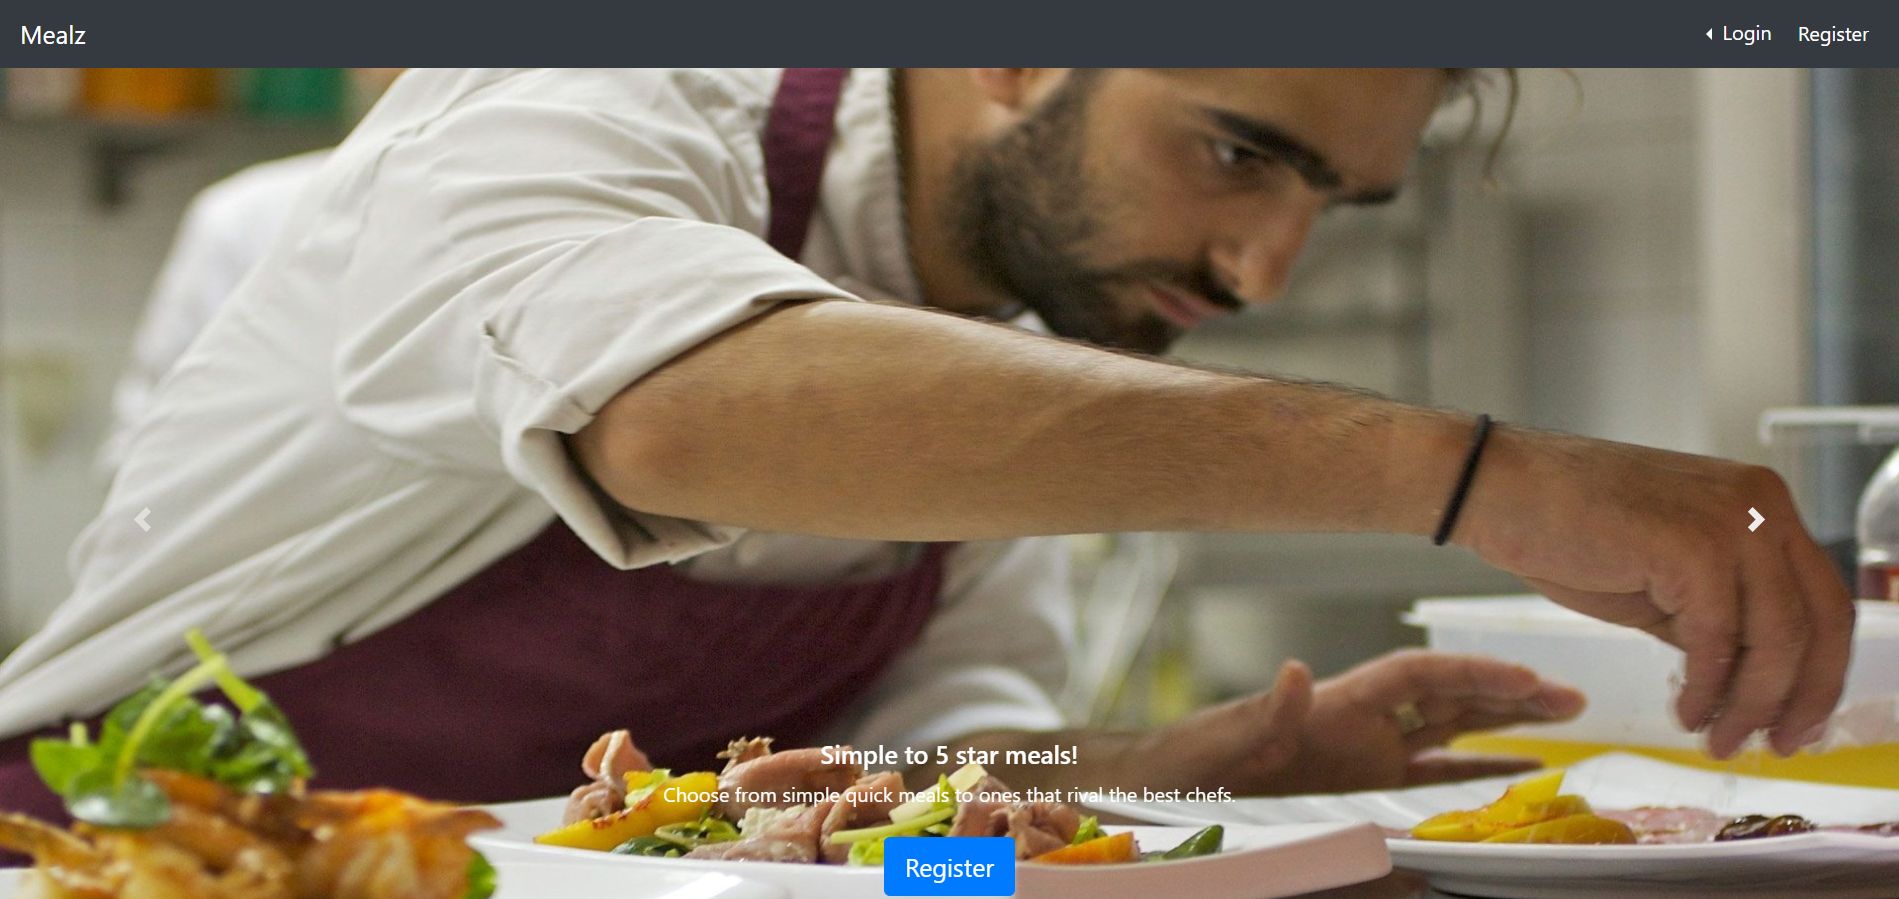 Mealz
Login
Register
Simple to 5 star meals!
Choose from simple quick meals to ones that rival the best chefs.
Register